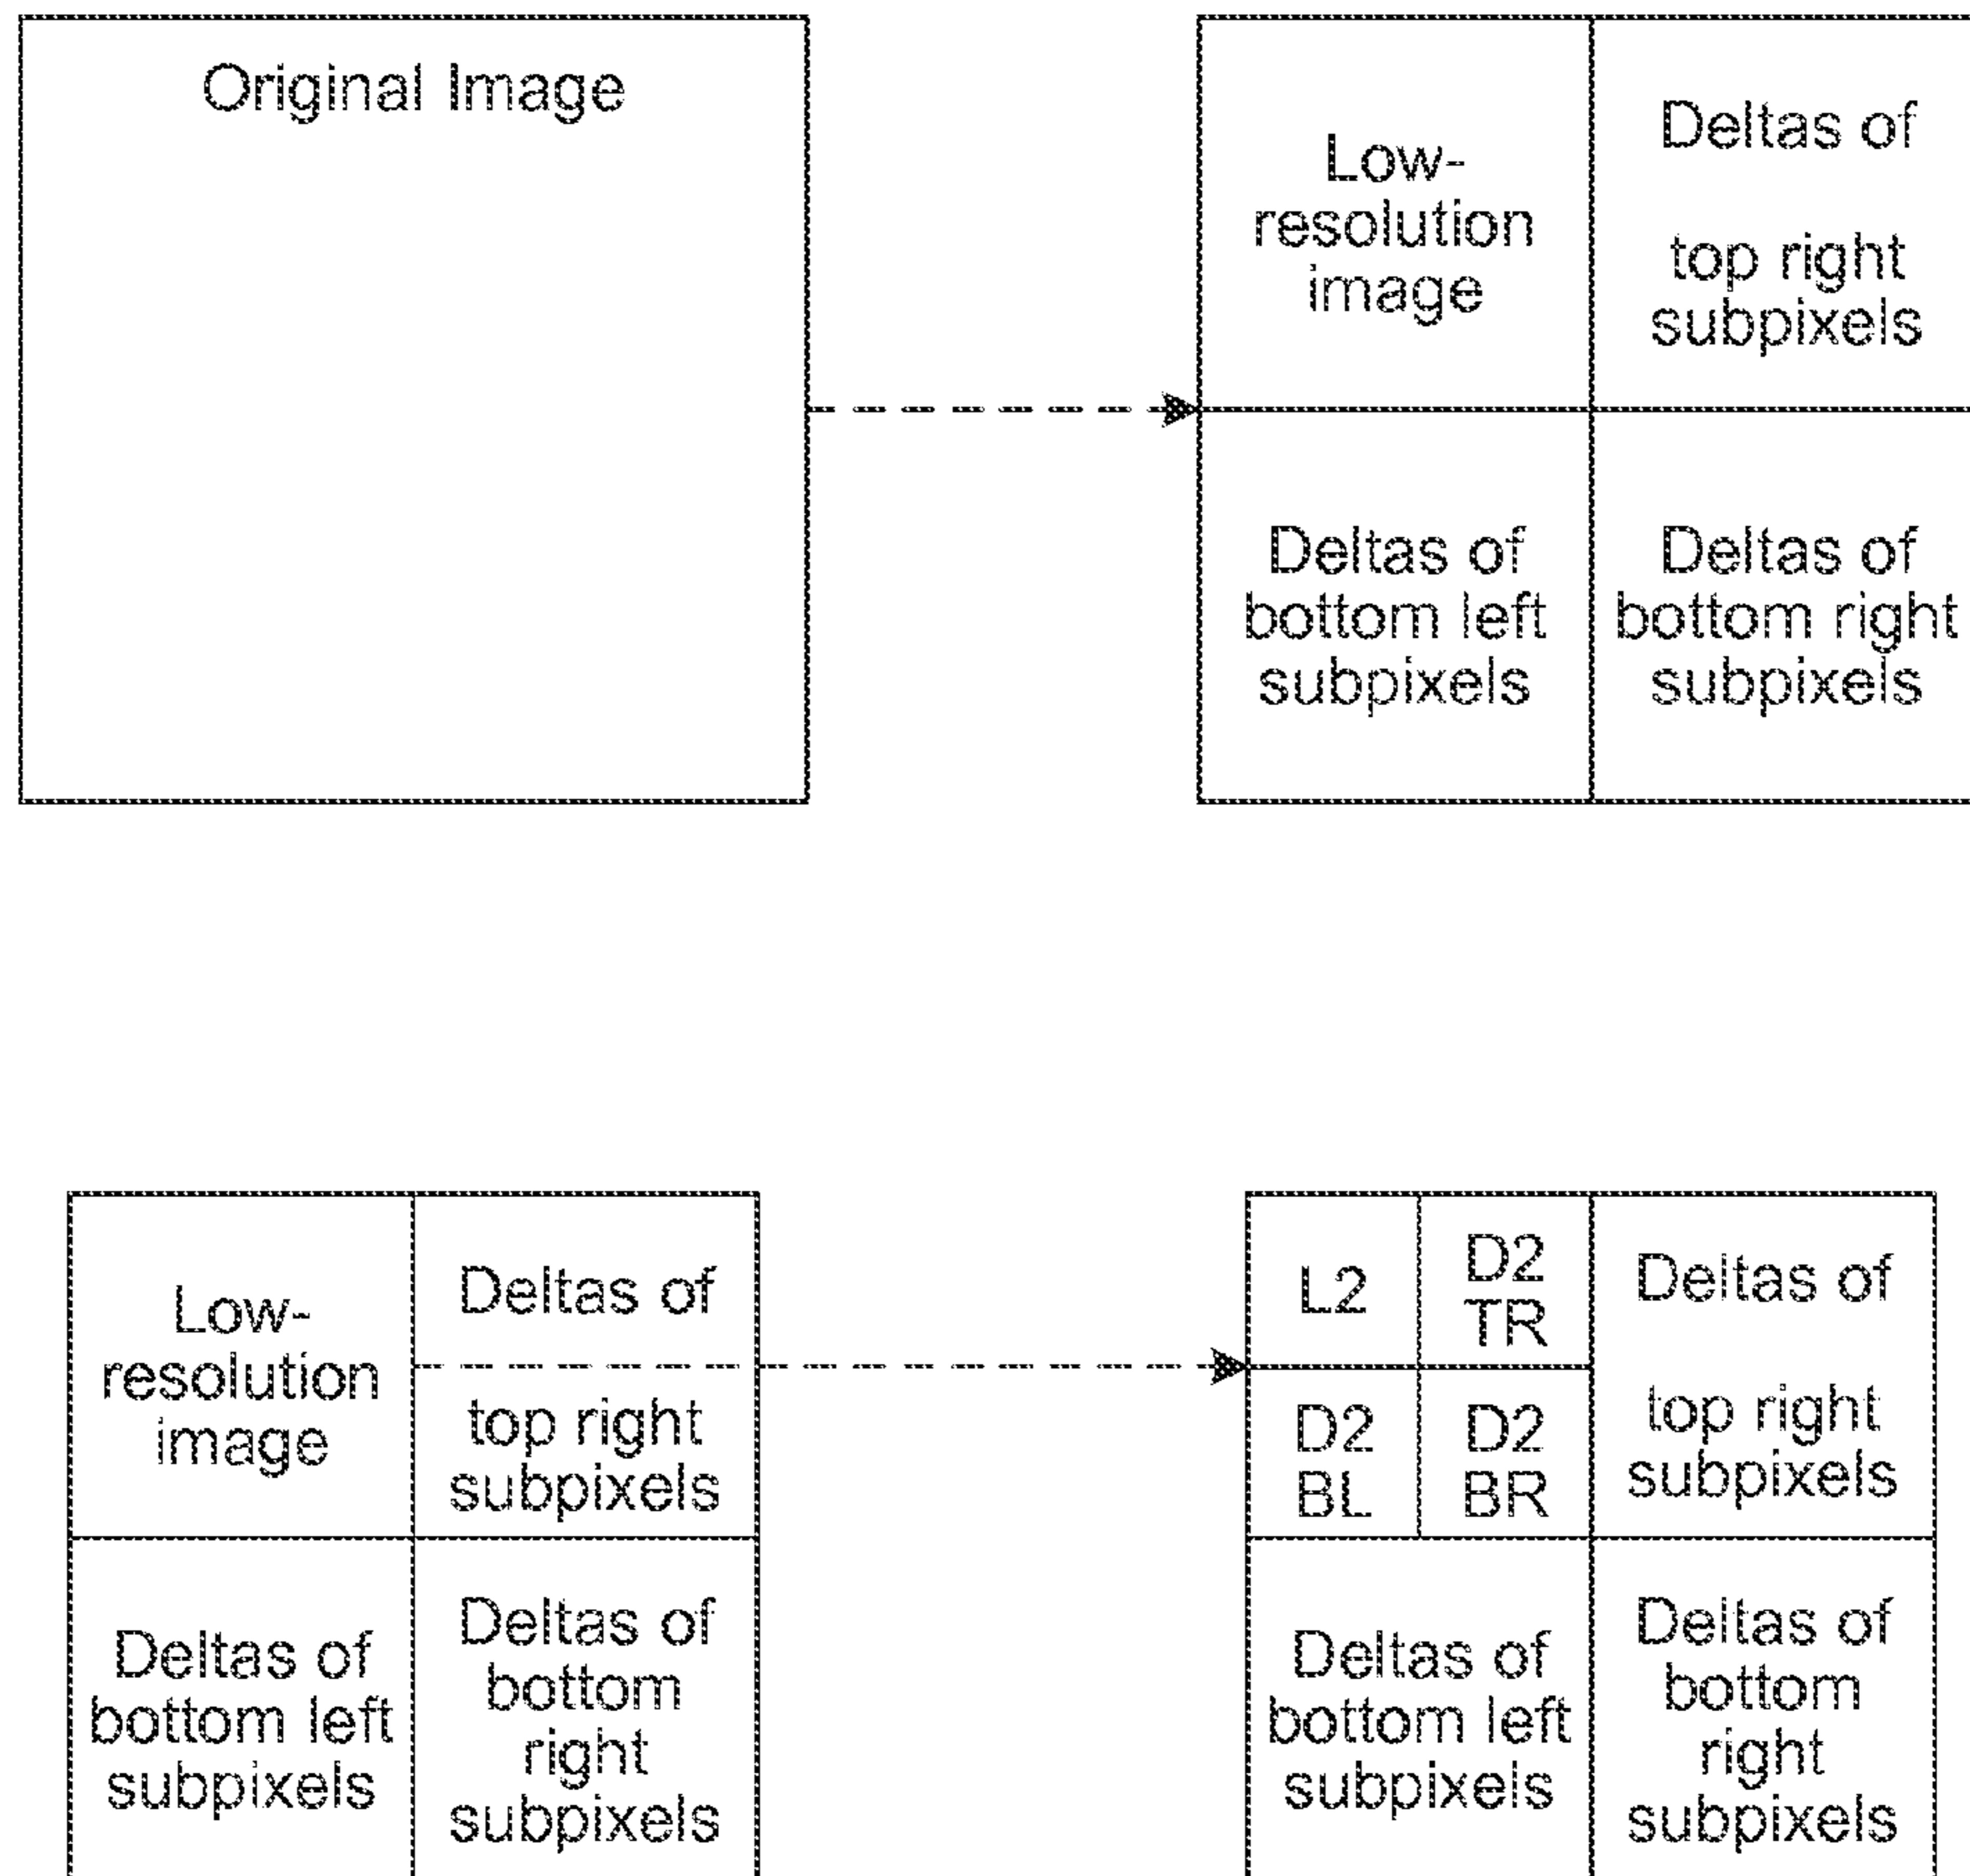 Original Image
Low-
resolution
image
Deltas of
top right
subpixels
Deltas of
bottom left
subpixels
Deltas of
bottom right
subpixels
Low-
resolution
image
Deltas of
top right
subpixels
Deltas of
bottom left
subpixels
Deltas of
bottom
right
subpixels
L2
D2
TR
D2
BL
D2
BR
Deltas of
top right
subpixels
Deltas of
bottom left
subpixels
Deltas of
bottom
right
subpixels